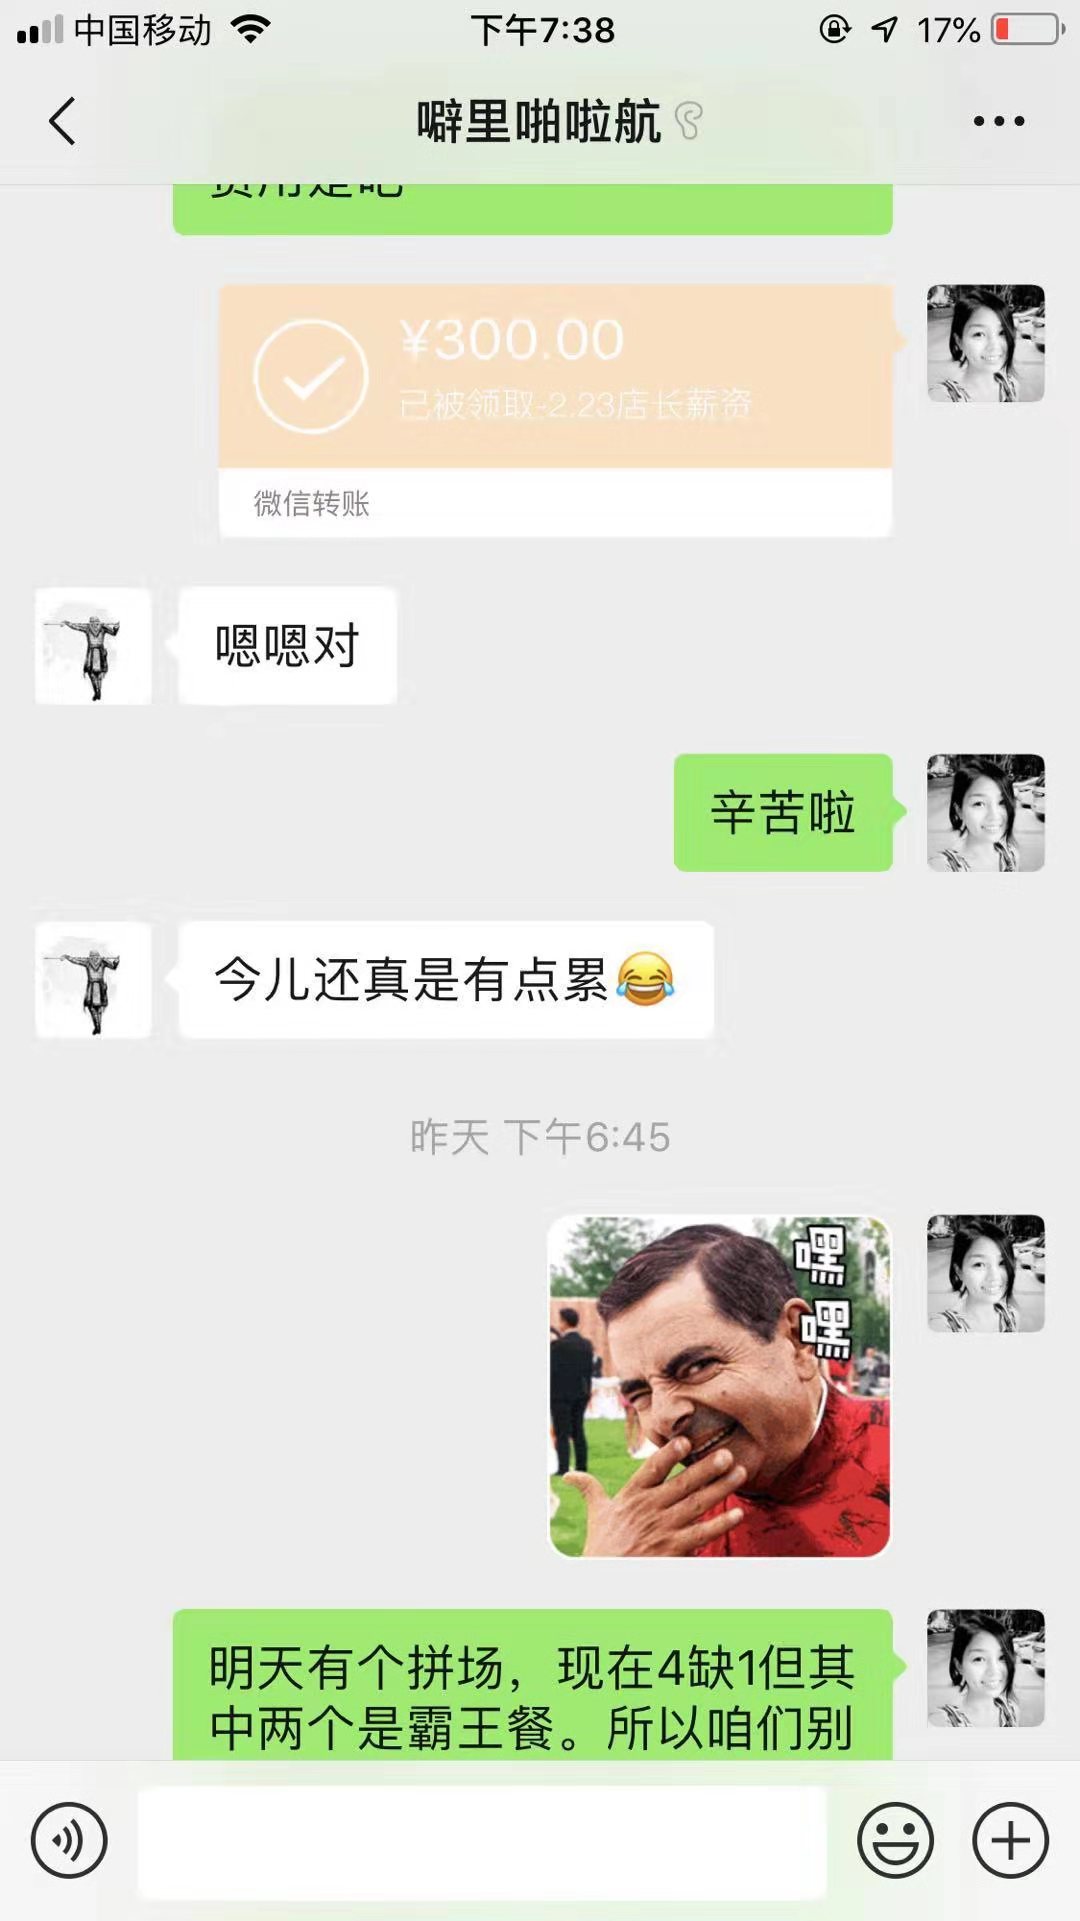 中国移动 下午7:38 17%
噼里啪啦航
费用是吧
¥300.00
已被领取-2.23店长薪资
微信转账
嗯嗯对
辛苦啦
今儿还真是有点累😂
昨天 下午6:45
嘿
嘿
明天有个拼场，现在4缺1但其
中两个是霸王餐。所以咱们别